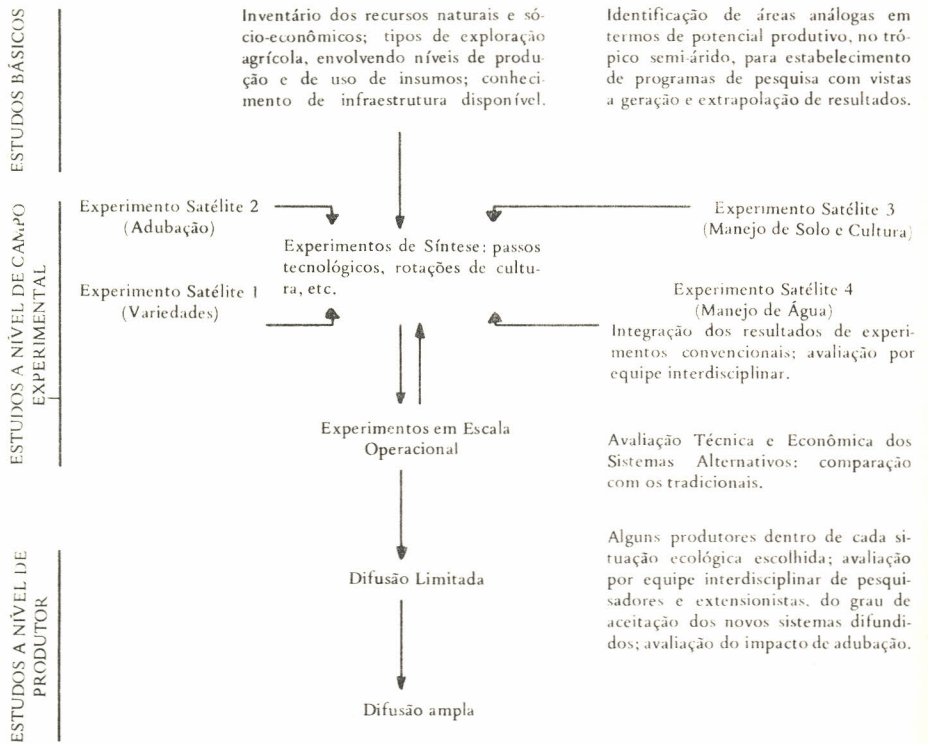 ESTUDOS BÁSICOS
Inventário dos recursos naturais e só-
cio-econômicos; tipos de exploração
agrícola, envolvendo níveis de produ-
ção e de uso de insumos; conheci-
mento de infraestrutura disponível.
Identificação de áreas análogas em
termos de potencial produtivo, no tró-
pico semi-árido, para estabelecimento
de programas de pesquisa com vistas
a geração e extrapolação de resultados.
ESTUDOS A NÍVEL DE CAMPO
EXPERIMENTAL
Experimento Satélite 2
(Adubação)
Experimento Satélite 3
(Manejo de Solo e Cultura)
Experimentos de Síntese: passos
tecnológicos, rotações de cultu-
ra, etc.
Experimento Satélite 1
(Variedades)
Experimento Satélite 4
(Manejo de Água)
Integração dos resultados de experi-
mentos convencionais; avaliação por
equipe interdisciplinar.
Experimentos em Escala
Operacional
Avaliação Técnica e Econômica dos
Sistemas Alternativos: comparação
com os tradicionais.
ESTUDOS A NÍVEL DE
PRODUTOR
Difusão Limitada
Alguns produtores dentro de cada si-
tuação ecológica escolhida; avaliação
por equipe interdisciplinar de pesqui-
sadores e extensionistas, do grau de
aceitação dos novos sistemas difundi-
dos; avaliação do impacto de adubação.
Difusão ampla